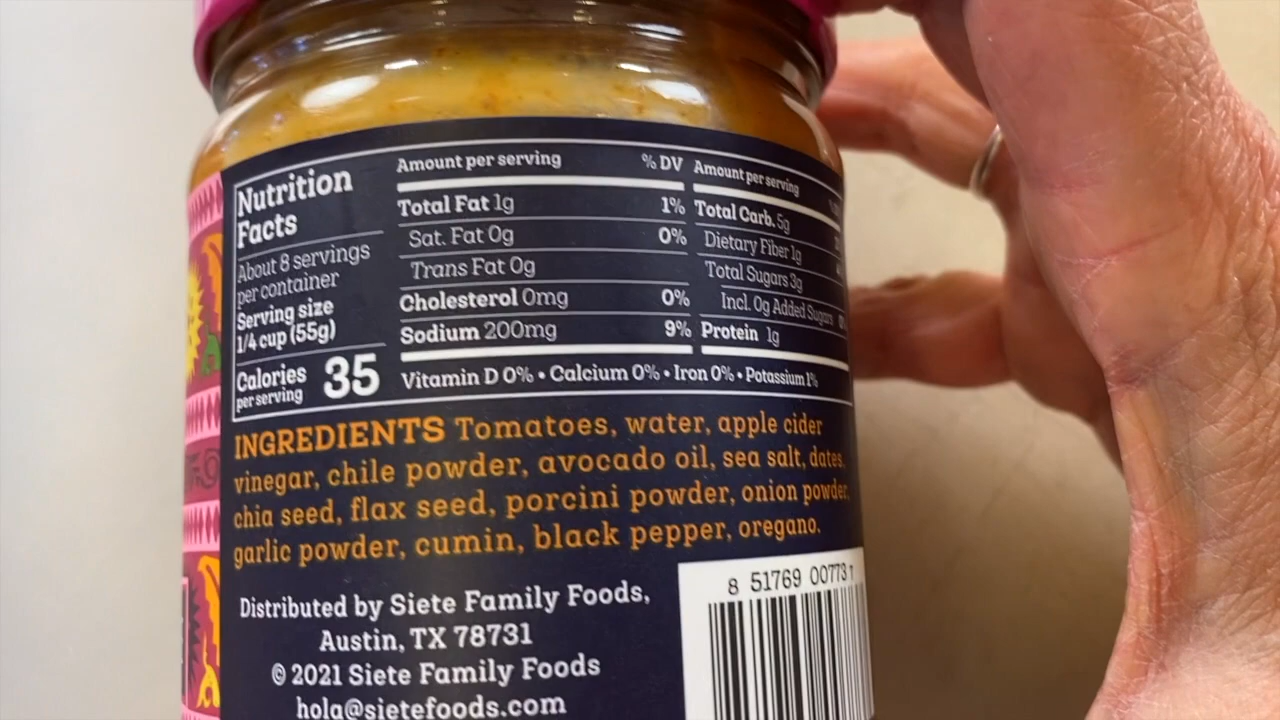 Nutrition
Facts
About 8 servings
per container
Serving size
1/4 cup (55g)
Calories
per serving
35
Amount per serving % DV
Total Fat 1g 1%
Sat. Fat 0g 0%
Trans Fat 0g
Cholesterol 0mg 0%
Sodium 200mg 9%
Amount per serving
Total Carb. 5g
Dietary Fiber 1g
Total Sugars 3g
Incl. 0g Added Sugars
Protein 1g
Vitamin D 0% • Calcium 0% • Iron 0% • Potassium 1%
INGREDIENTS Tomatoes, water, apple cider
vinegar, chile powder, avocado oil, sea salt, dates,
chia seed, flax seed, porcini powder, onion powder,
garlic powder, cumin, black pepper, oregano.
Distributed by Siete Family Foods,
Austin, TX 78731
© 2021 Siete Family Foods
hola@sietefoods.com
8 51769 00773